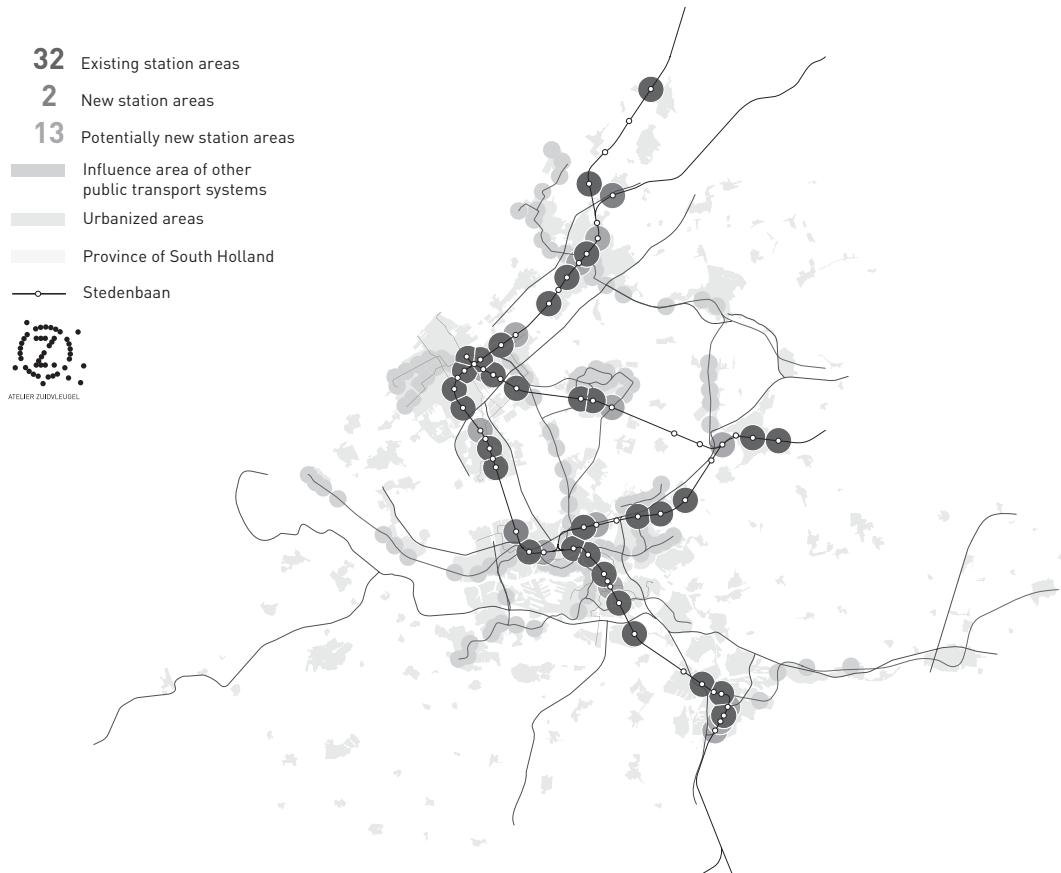 32 Existing station areas
2 New station areas
13 Potentially new station areas
Influence area of other
public transport systems
Urbanized areas
Province of South Holland
Stedenbaan
Z
ATELIER ZUIDVLEUGEL